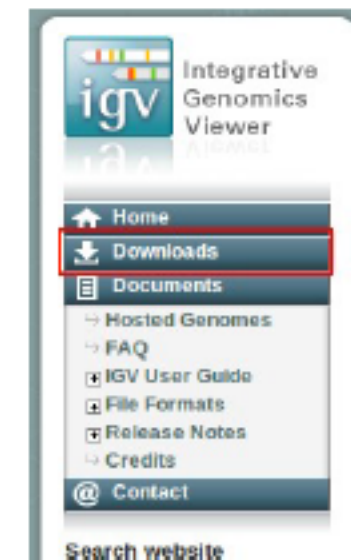 igv
Integrative
Genomics
Viewer
Home
Downloads
Documents
Hosted Genomes
FAQ
IGV User Guide
File Formats
Release Notes
Credits
Contact
Search website